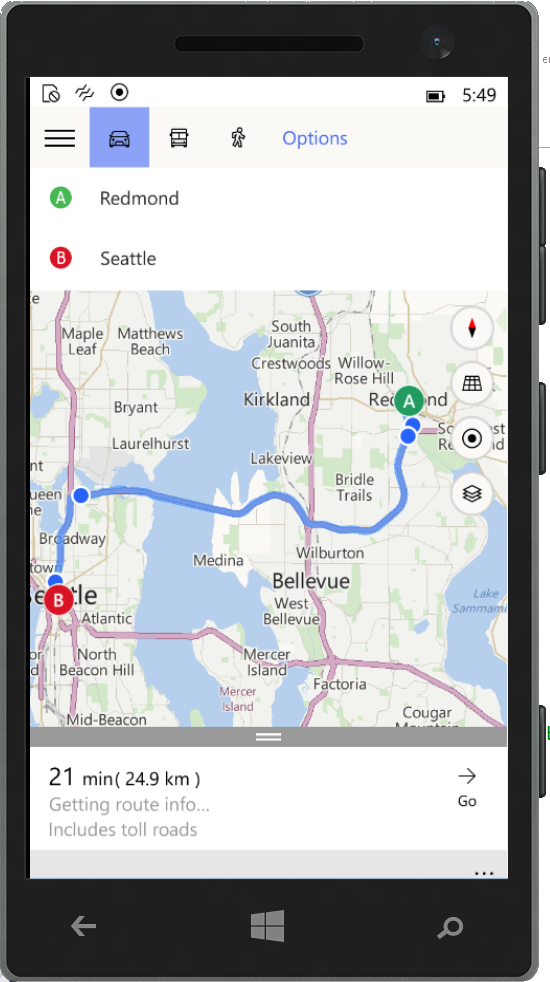 5:49
Options
A Redmond
B Seattle
Maple
Leaf
Matthews
Beach
South
Juanita
Crestwoods
Willow-
Rose Hill
Kirkland
A
Bryant
Laurelhurst
Lakeview
Bridle
Trails
Broadway
Medina
Wilburton
Bellevue
B
West
Bellevue
Lake
Atlantic
North
Beacon Hill
Mercer
Island
Mercer
Island
Factoria
Mid-Beacon
Cougar
21 min( 24.9 km )
Getting route info...
Includes toll roads
Go
...